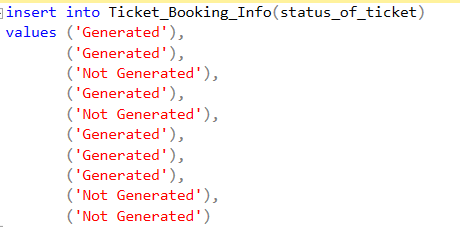 insert into Ticket_Booking_Info(status_of_ticket)
values ('Generated'),
('Generated'),
('Not Generated'),
('Generated'),
('Not Generated'),
('Generated'),
('Generated'),
('Generated'),
('Not Generated'),
('Not Generated')